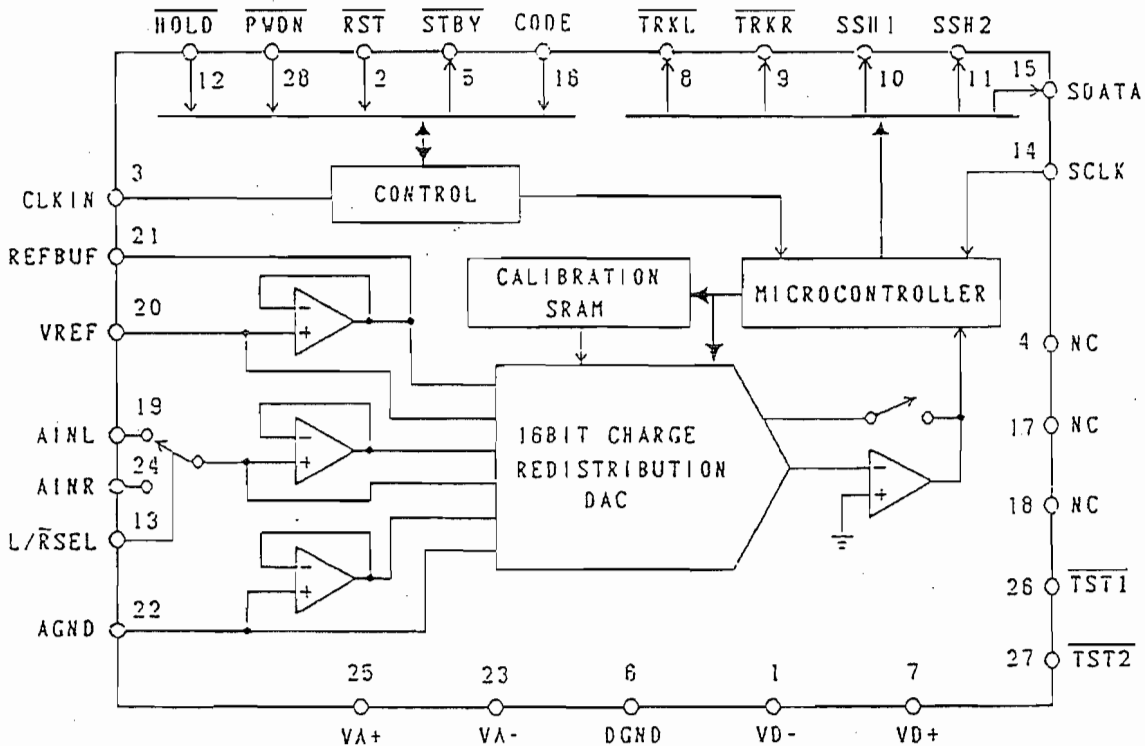 HOLD PWDN RST STBY CODE TRKL TRKR SSH1 SSH2
12 28 2 5 16 8 9 10 11 15 SDATA
14 SCLK
3 CLKIN CONTROL
21 REFBUF
20 VREF
CALIBRATION
SRAM
MICROCONTROLLER
4 NC
19 AINL
24 AINR
13 L/RSEL
22 AGND
16BIT CHARGE
REDISTRIBUTION
DAC
17 NC
18 NC
26 TST1
27 TST2
25 23 6 1 7
VA+ VA- DGND VD- VD+